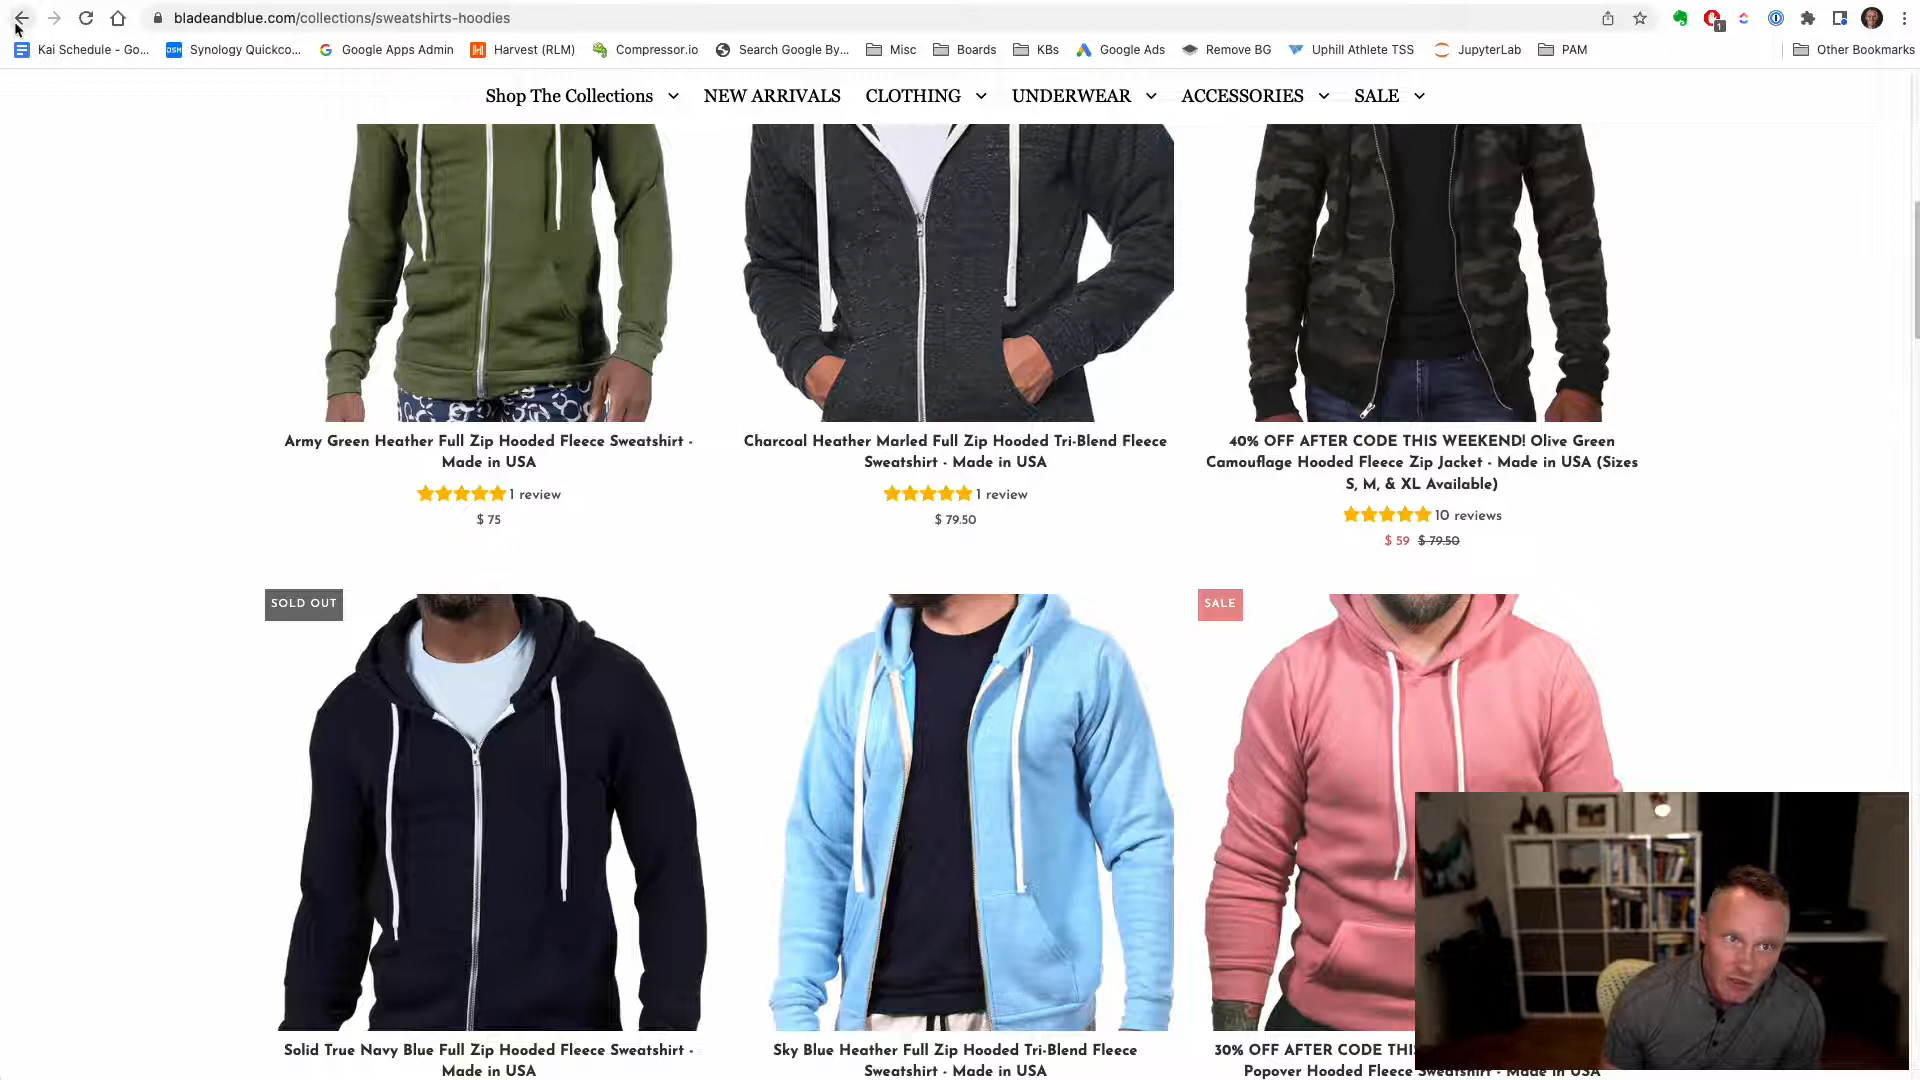 bladeandblue.com/collections/sweatshirts-hoodies
1
Kai Schedule - Go... DSM Synology Quickco... Google Apps Admin Harvest (RLM) Compressor.io Search Google By... Misc Boards KBs Google Ads Remove BG Uphill Athlete TSS JupyterLab PAM Other Bookmarks
Shop The Collections NEW ARRIVALS CLOTHING UNDERWEAR ACCESSORIES SALE
Army Green Heather Full Zip Hooded Fleece Sweatshirt -
Made in USA
1 review
$ 75
Charcoal Heather Marled Full Zip Hooded Tri-Blend Fleece
Sweatshirt - Made in USA
1 review
$ 79.50
40% OFF AFTER CODE THIS WEEKEND! Olive Green
Camouflage Hooded Fleece Zip Jacket - Made in USA (Sizes
S, M, & XL Available)
10 reviews
$ 59 $ 79.50
SOLD OUT
SALE
Solid True Navy Blue Full Zip Hooded Fleece Sweatshirt -
Made in USA
Sky Blue Heather Full Zip Hooded Tri-Blend Fleece
Sweatshirt - Made in USA
30% OFF AFTER CODE THI
Popover Hooded Fleece Sweatshirt - Made in USA